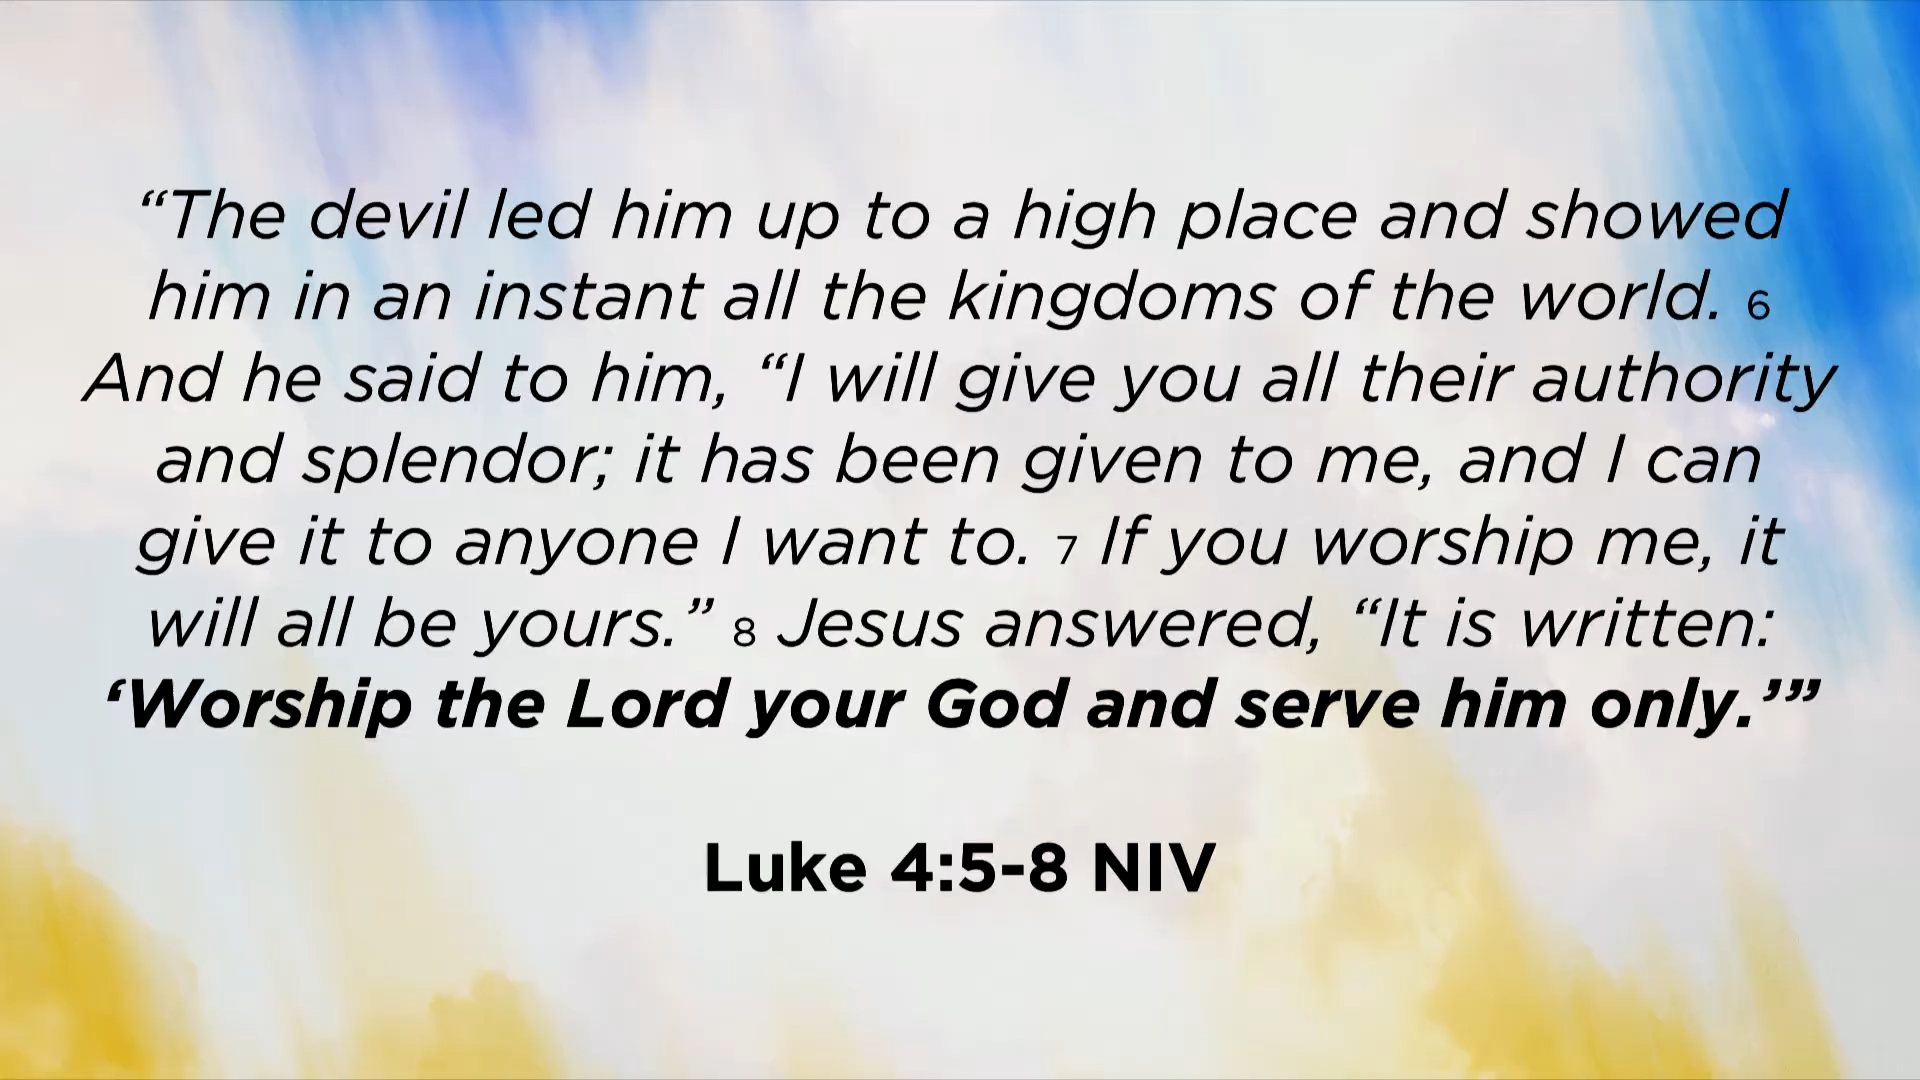 “The devil led him up to a high place and showed
him in an instant all the kingdoms of the world. 6
And he said to him, “I will give you all their authority
and splendor; it has been given to me, and I can
give it to anyone I want to. 7 If you worship me, it
will all be yours.” 8 Jesus answered, “It is written:
‘Worship the Lord your God and serve him only.’”
Luke 4:5-8 NIV